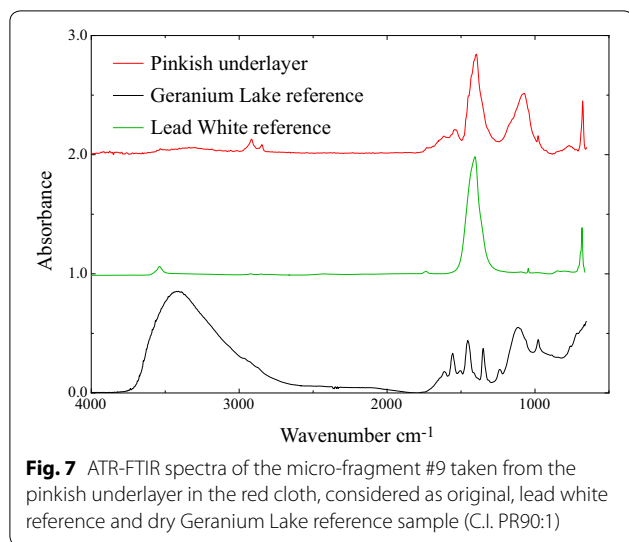 3.0
Pinkish underlayer
Geranium Lake reference
Lead White reference
2.0
Absorbance
1.0
0.0
4000 3000 2000 1000
Wavenumber cm-1
Fig. 7 ATR-FTIR spectra of the micro-fragment #9 taken from the
pinkish underlayer in the red cloth, considered as original, lead white
reference and dry Geranium Lake reference sample (C.I. PR90:1)